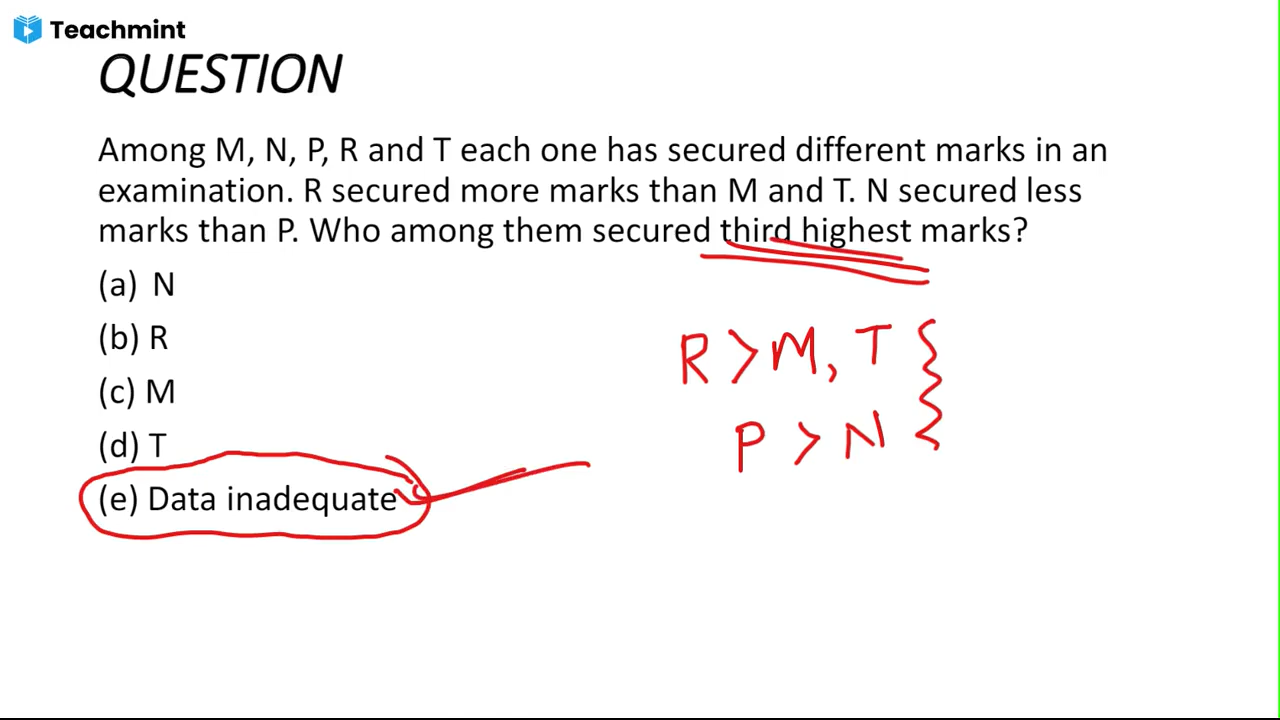 Teachmint
QUESTION
Among M, N, P, R and T each one has secured different marks in an
examination. R secured more marks than M and T. N secured less
marks than P. Who among them secured third highest marks?
(a) N
(b) R
(c) M
(d) T
(e) Data inadequate
R > M, T
P > N